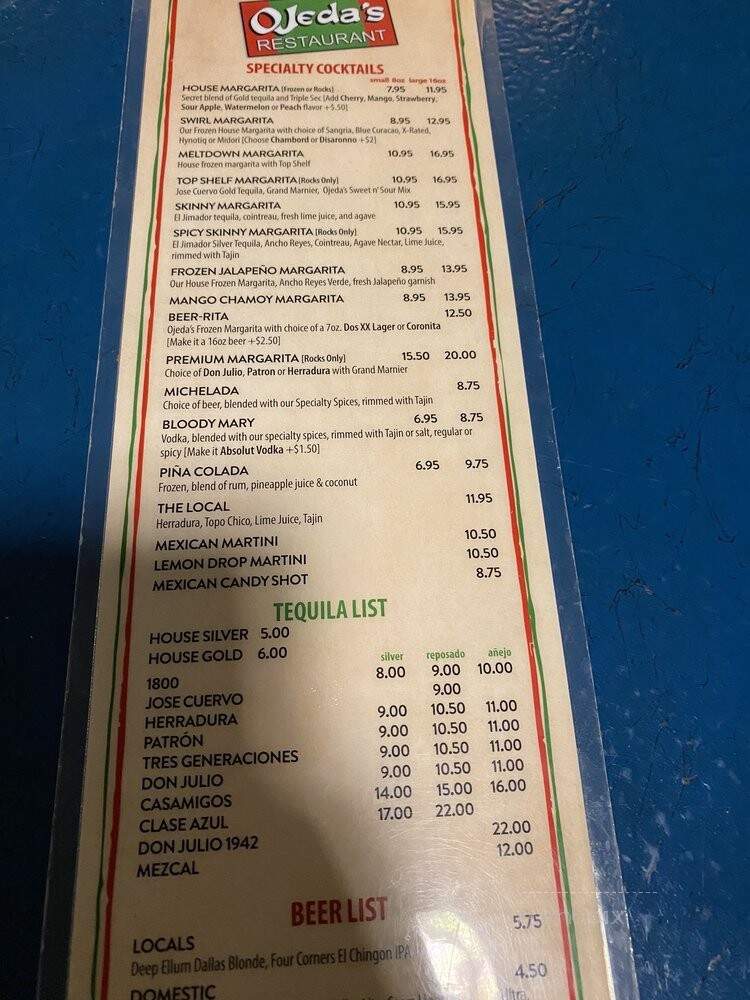 Ojeda's
RESTAURANT
SPECIALTY COCKTAILS
small 8oz large 16oz
HOUSE MARGARITA [Frozen or Rocks] 7.95 11.95
Secret blend of Gold tequila and Triple Sec [Add Cherry, Mango, Strawberry,
Sour Apple, Watermelon or Peach flavor +$.50]
SWIRL MARGARITA 8.95 12.95
Our Frozen House Margarita with choice of Sangria, Blue Curacao, X-Rated,
Hynotiq or Midori [Choose Chambord or Disaronno +$2]
MELTDOWN MARGARITA 10.95 16.95
House frozen margarita with Top Shelf
TOP SHELF MARGARITA [Rocks Only] 10.95 16.95
Jose Cuervo Gold Tequila, Grand Marnier, Ojeda's Sweet n' Sour Mix
SKINNY MARGARITA 10.95 15.95
El Jimador tequila, cointreau, fresh lime juice, and agave
SPICY SKINNY MARGARITA [Rocks Only] 10.95 15.95
El Jimador Silver Tequila, Ancho Reyes, Cointreau, Agave Nectar, Lime Juice,
rimmed with Tajin
FROZEN JALAPEÑO MARGARITA 8.95 13.95
Our House Frozen Margarita, Ancho Reyes Verde, fresh Jalapeño garnish
MANGO CHAMOY MARGARITA 8.95 13.95
BEER-RITA 12.50
Ojeda's Frozen Margarita with choice of a 7oz. Dos XX Lager or Coronita
[Make it a 16oz beer +$2.50]
PREMIUM MARGARITA [Rocks Only] 15.50 20.00
Choice of Don Julio, Patron or Herradura with Grand Marnier
MICHELADA 8.75
Choice of beer, blended with our Specialty Spices, rimmed with Tajin
BLOODY MARY 6.95 8.75
Vodka, blended with our specialty spices, rimmed with Tajin or salt, regular or
spicy [Make it Absolut Vodka +$1.50]
PIÑA COLADA 6.95 9.75
Frozen, blend of rum, pineapple juice & coconut
THE LOCAL 11.95
Herradura, Topo Chico, Lime Juice, Tajin
MEXICAN MARTINI 10.50
LEMON DROP MARTINI 10.50
MEXICAN CANDY SHOT 8.75
TEQUILA LIST
HOUSE SILVER 5.00
HOUSE GOLD 6.00
silver reposado añejo
1800 8.00 9.00 10.00
JOSE CUERVO 9.00
HERRADURA 9.00 10.50 11.00
PATRÓN 9.00 10.50 11.00
TRES GENERACIONES 9.00 10.50 11.00
DON JULIO 9.00 10.50 11.00
CASAMIGOS 14.00 15.00 16.00
CLASE AZUL 17.00 22.00
DON JULIO 1942 22.00
MEZCAL 12.00
BEER LIST
LOCALS 5.75
Deep Ellum Dallas Blonde, Four Corners El Chingon IPA
DOMESTIC 4.50